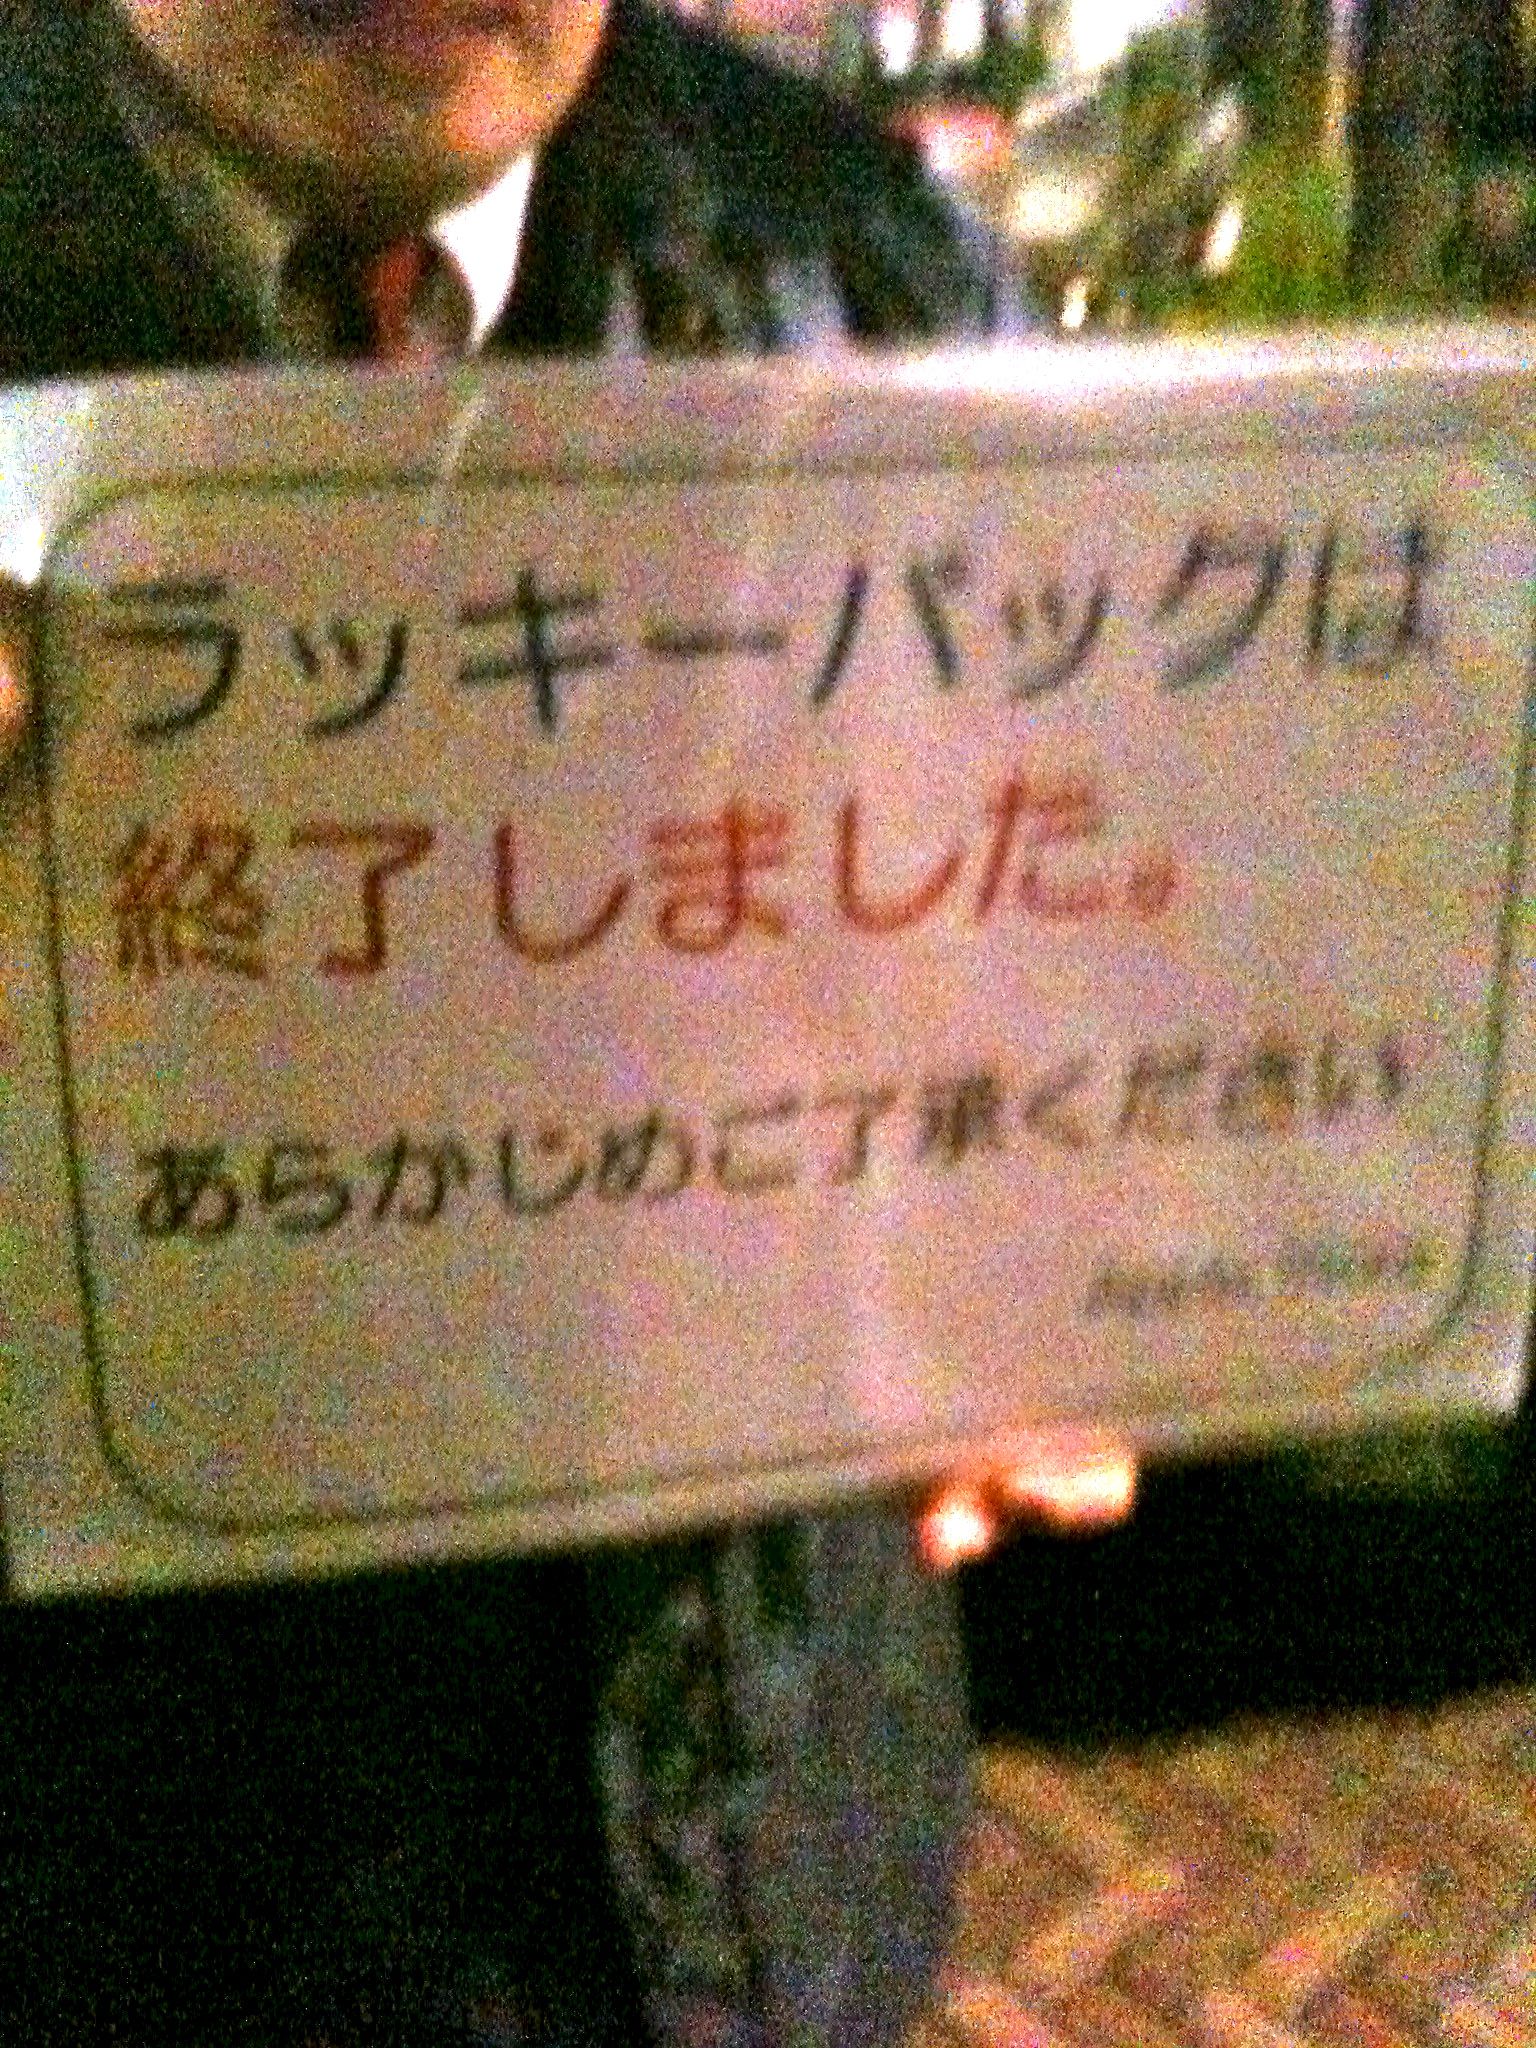 ラッキーバックは
終了しました。
あらかじめご了承ください